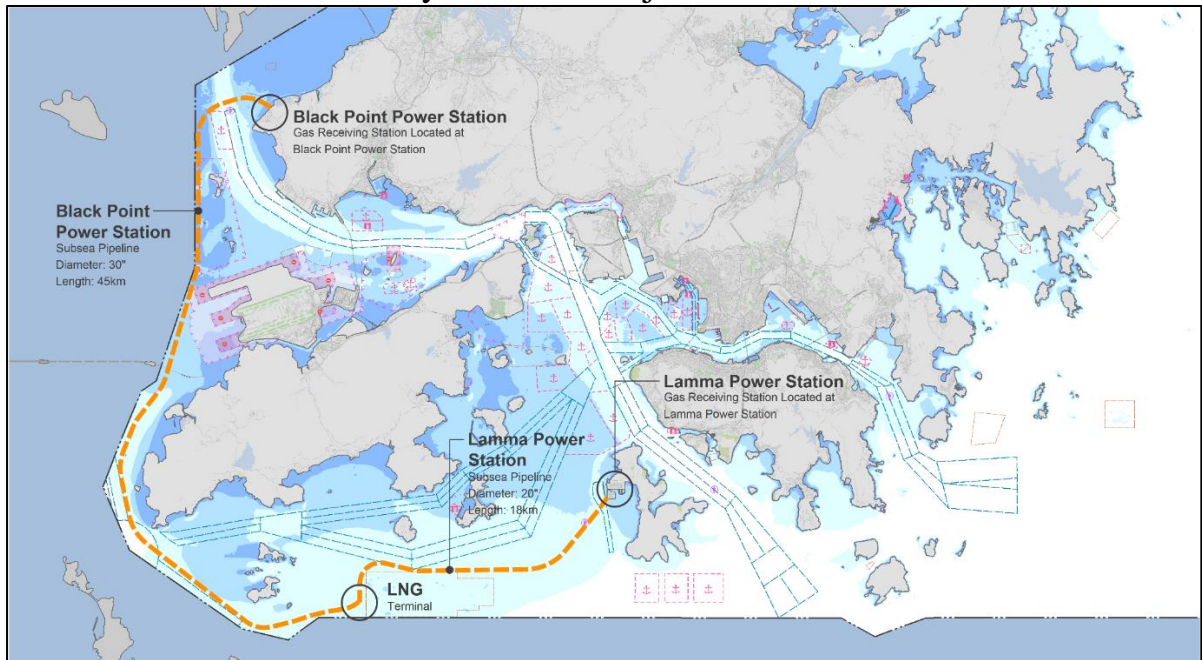 Black Point Power Station
Gas Receiving Station Located at
Black Point Power Station
Black Point
Power Station
Subsea Pipeline
Diameter: 30"
Length: 45km
Lamma Power Station
Gas Receiving Station Located at
Lamma Power Station
Lamma Power
Station
Subsea Pipeline
Diameter: 20"
Length: 18km
LNG
Terminal